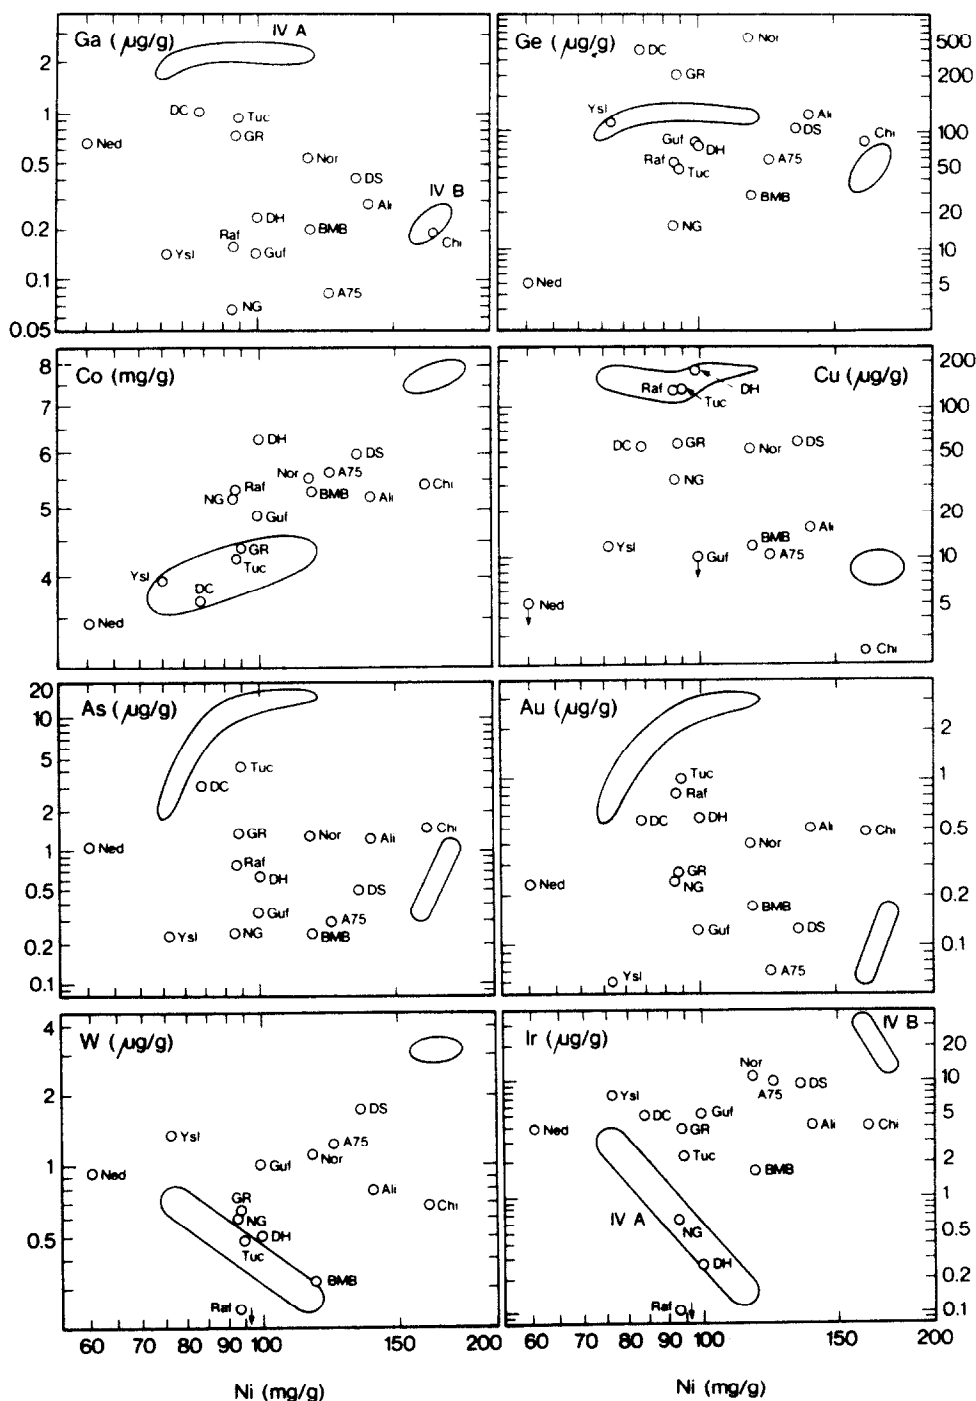 Ga (µg/g)
IV A
2
DC
Tuc
1
GR
Ned
Nor
0.5
DS
IV B
Ali
DH
0.2
Raf
BMB
Chi
Ysl
Guf
0.1
A75
NG
0.05
Ge (µg/g)
DC
Nor
500
GR
200
Ysl
Ali
100
DS
Chi
Guf
DH
50
Raf
A75
Tuc
BMB
20
NG
10
Ned
5
8
Co (mg/g)
7
DH
6
DS
Nor
A75
Raf
NG
BMB
Ali
Chi
5
Guf
GR
Tuc
Ysl
4
DC
Ned
200
Cu (µg/g)
Raf
DH
Tuc
100
DC
GR
Nor
DS
50
NG
20
Ali
BMB
Ysl
Guf
A75
10
Ned
5
Chi
20
As (µg/g)
10
5
Tuc
DC
2
GR
Nor
Ali
Chi
1
Ned
Raf
DH
0.5
DS
Guf
A75
0.2
Ysl
NG
BMB
0.1
Au (µg/g)
2
Tuc
1
Raf
DC
DH
Ali
Chi
0.5
Nor
GR
Ned
NG
0.2
BMB
Guf
DS
0.1
A75
Ysl
4
W (µg/g)
2
DS
Ysl
A75
Nor
1
Ned
Guf
Ali
GR
Chi
NG
0.5
DH
Tuc
BMB
Raf
Ir (µg/g)
IV B
20
Nor
10
A75
DS
Ysl
DC
Guf
5
Ned
GR
Ali
Chi
Tuc
2
BMB
1
IV A
NG
0.5
DH
0.2
Raf
0.1
60 70 80 90 100 150 200
60 70 80 90 100 150 200
Ni (mg/g)
Ni (mg/g)